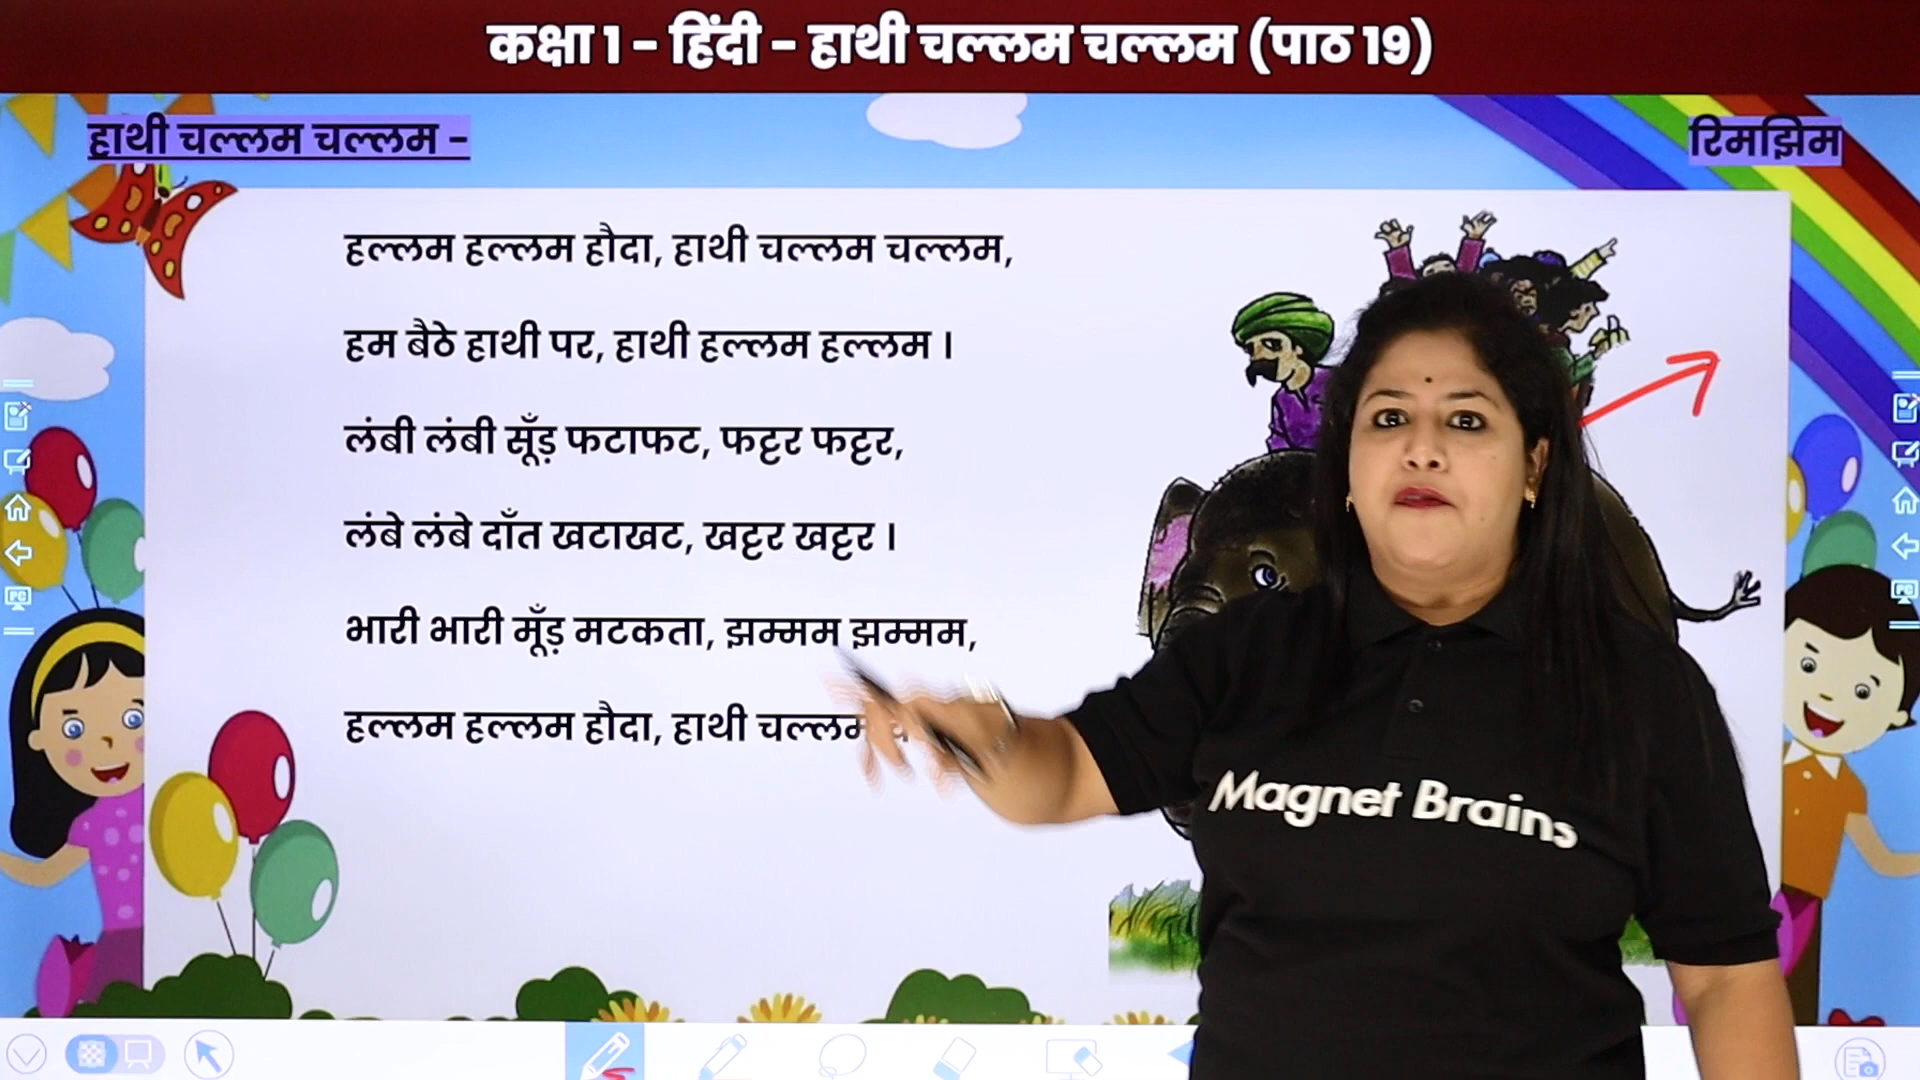 कक्षा 1 - हिंदी - हाथी चल्लम चल्लम (पाठ 19)
हाथी चल्लम चल्लम -
रिमझिम
हल्लम हल्लम हौदा, हाथी चल्लम चल्लम,
हम बैठे हाथी पर, हाथी हल्लम हल्लम ।
लंबी लंबी सूँड़ फटाफट, फट्टर फट्टर,
लंबे लंबे दाँत खटाखट, खट्टर खट्टर ।
भारी भारी मूँड़ मटकता, झम्मम झम्मम,
हल्लम हल्लम हौदा, हाथी चल्लम
Magnet Brains
PC
PC